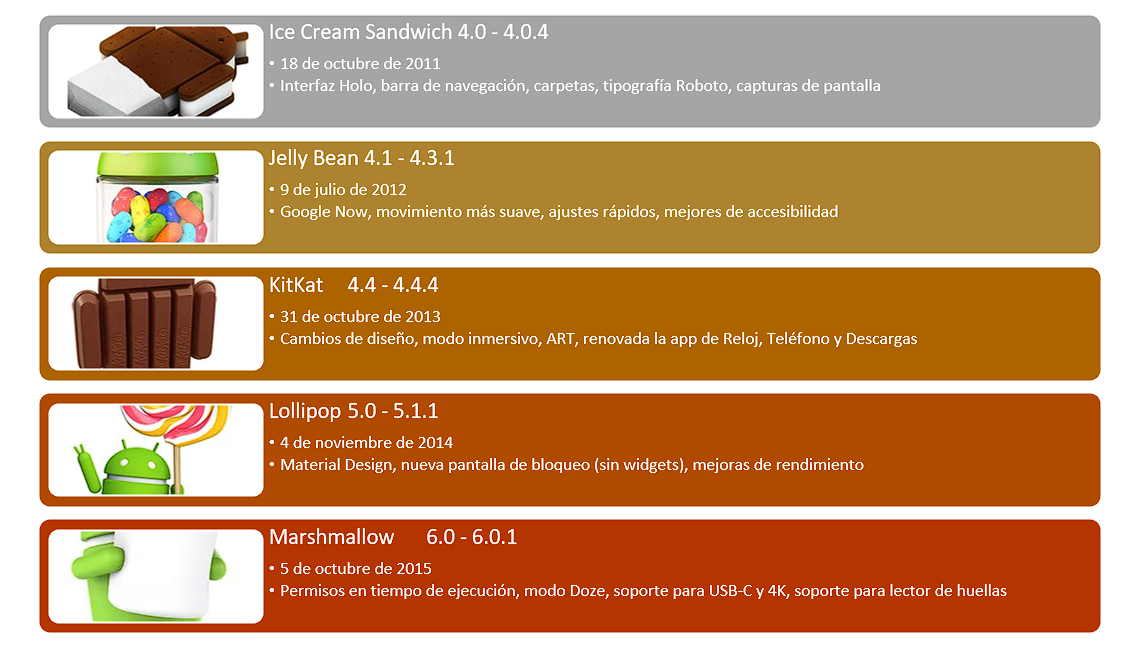 Ice Cream Sandwich 4.0 - 4.0.4
• 18 de octubre de 2011
• Interfaz Holo, barra de navegación, carpetas, tipografía Roboto, capturas de pantalla
Jelly Bean 4.1 - 4.3.1
• 9 de julio de 2012
• Google Now, movimiento más suave, ajustes rápidos, mejores de accesibilidad
KitKat 4.4 - 4.4.4
• 31 de octubre de 2013
• Cambios de diseño, modo inmersivo, ART, renovada la app de Reloj, Teléfono y Descargas
Lollipop 5.0 - 5.1.1
• 4 de noviembre de 2014
• Material Design, nueva pantalla de bloqueo (sin widgets), mejoras de rendimiento
Marshmallow 6.0 - 6.0.1
• 5 de octubre de 2015
• Permisos en tiempo de ejecución, modo Doze, soporte para USB-C y 4K, soporte para lector de huellas